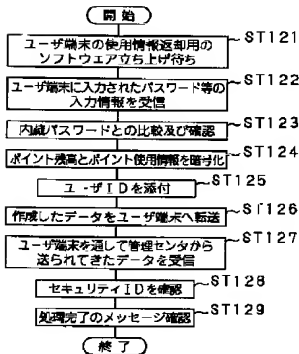 開始
ユーザ端末の使用情報返却用の
ソフトウェア立ち上げ待ち
ST121
ユーザ端末に入力されたパスワード等の
入力情報を受信
ST122
内蔵パスワードとの比較及び確認
ST123
ポイント残高とポイント使用情報を暗号化
ST124
ユーザIDを添付
ST125
作成したデータをユーザ端末へ転送
ST126
ユーザ端末を通して管理センタから
送られてきたデータを受信
ST127
セキュリティIDを確認
ST128
処理完了のメッセージ確認
ST129
終了